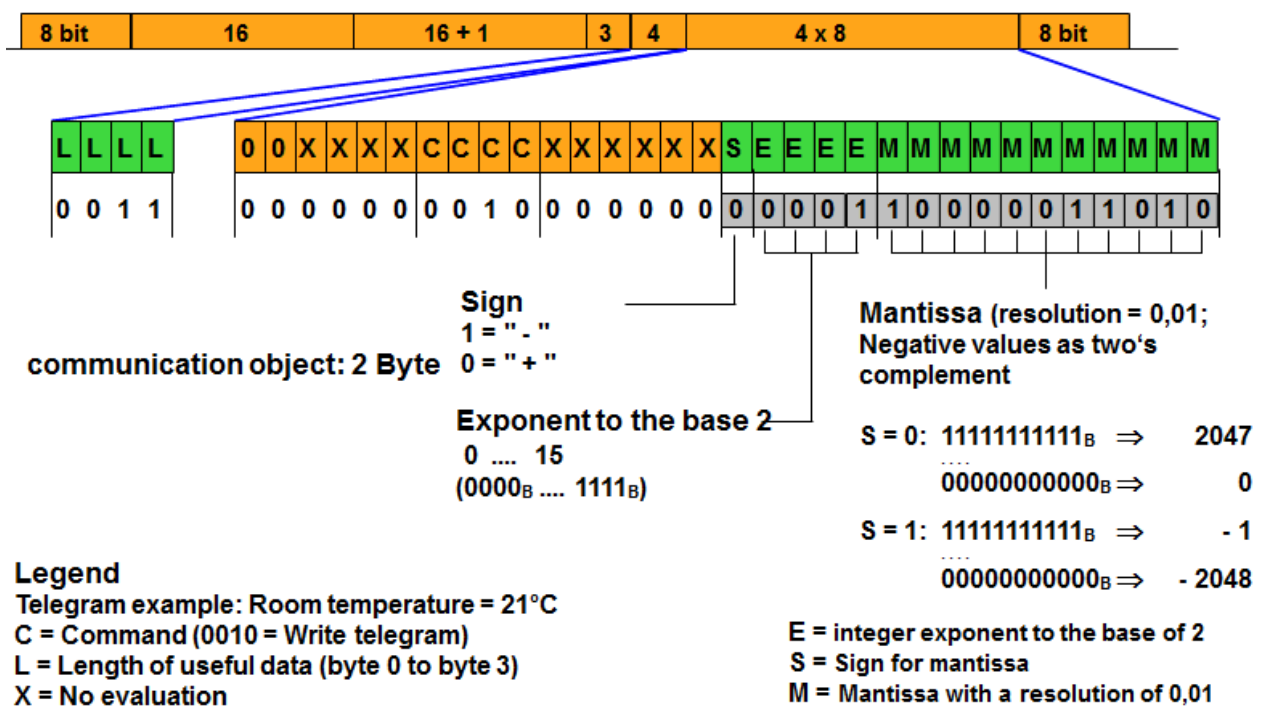 8 bit 16 16 + 1 3 4 4 x 8 8 bit
L L L L 0 0 X X X X C C C C X X X X X X S E E E E M M M M M M M M M M M
0 0 1 1 0 0 0 0 0 0 0 0 1 0 0 0 0 0 0 0 0 0 0 0 1 1 0 0 0 0 0 1 1 0 1 0
Sign
1 = " - "
0 = " + "
communication object: 2 Byte
Exponent to the base 2
0 .... 15
(0000B .... 1111B)
Mantissa (resolution = 0,01;
Negative values as two‘s
complement
S = 0: 11111111111B ⇒ 2047
....
00000000000B ⇒ 0
S = 1: 11111111111B ⇒ - 1
....
00000000000B ⇒ - 2048
Legend
Telegram example: Room temperature = 21°C
C = Command (0010 = Write telegram)
L = Length of useful data (byte 0 to byte 3)
X = No evaluation
E = integer exponent to the base of 2
S = Sign for mantissa
M = Mantissa with a resolution of 0,01